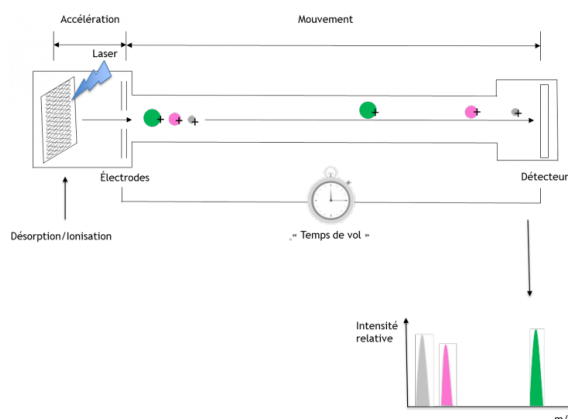 Accélération
Mouvement
Laser
Électrodes
Détecteur
Désorption/Ionisation
« Temps de vol »
Intensité
relative